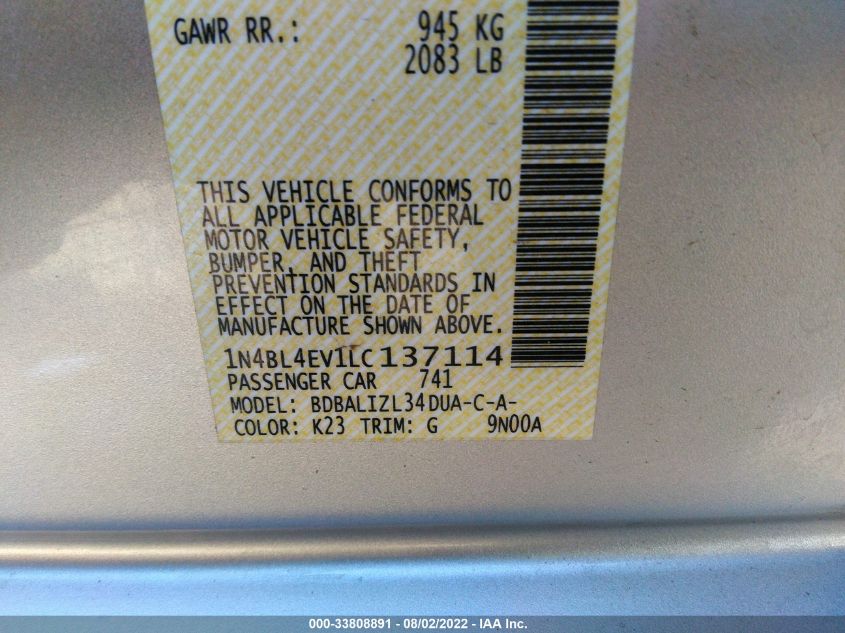 GAWR RR.: 945 KG
2083 LB
THIS VEHICLE CONFORMS TO
ALL APPLICABLE FEDERAL
MOTOR VEHICLE SAFETY,
BUMPER, AND THEFT
PREVENTION STANDARDS IN
EFFECT ON THE DATE OF
MANUFACTURE SHOWN ABOVE.
1N4BL4EV1LC137114
PASSENGER CAR 741
MODEL: BDBALIZL34DUA-C-A-
COLOR: K23 TRIM: G 9N00A
000-33808891 - 08/02/2022 - IAA Inc.